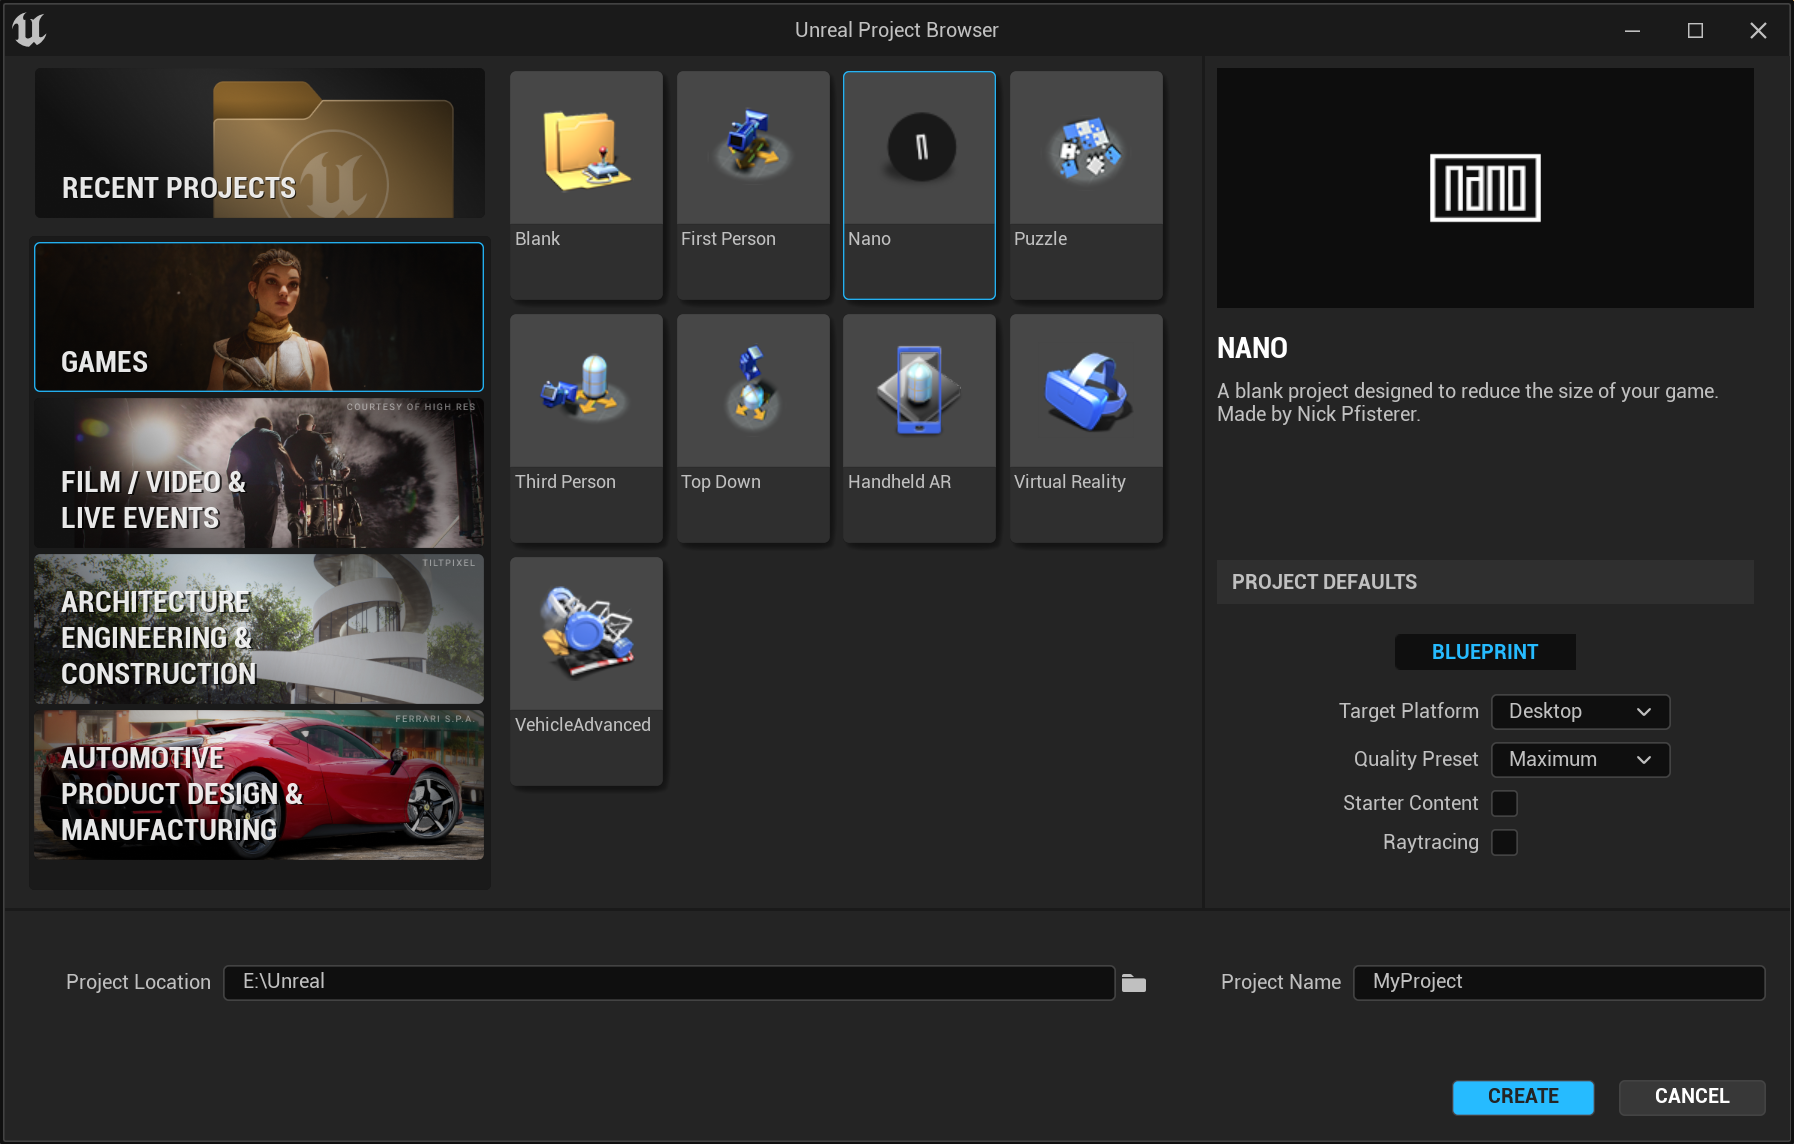 Unreal Project Browser
RECENT PROJECTS
GAMES
COURTESY OF HIGH RES
FILM / VIDEO &
LIVE EVENTS
TILTPIXEL
ARCHITECTURE
ENGINEERING &
CONSTRUCTION
FERRARI S.P.A.
AUTOMOTIVE
PRODUCT DESIGN &
MANUFACTURING
Blank
First Person
Nano
Puzzle
Third Person
Top Down
Handheld AR
Virtual Reality
VehicleAdvanced
nano
NANO
A blank project designed to reduce the size of your game.
Made by Nick Pfisterer.
PROJECT DEFAULTS
BLUEPRINT
Target Platform Desktop
Quality Preset Maximum
Starter Content
Raytracing
Project Location E:\Unreal
Project Name MyProject
CREATE CANCEL